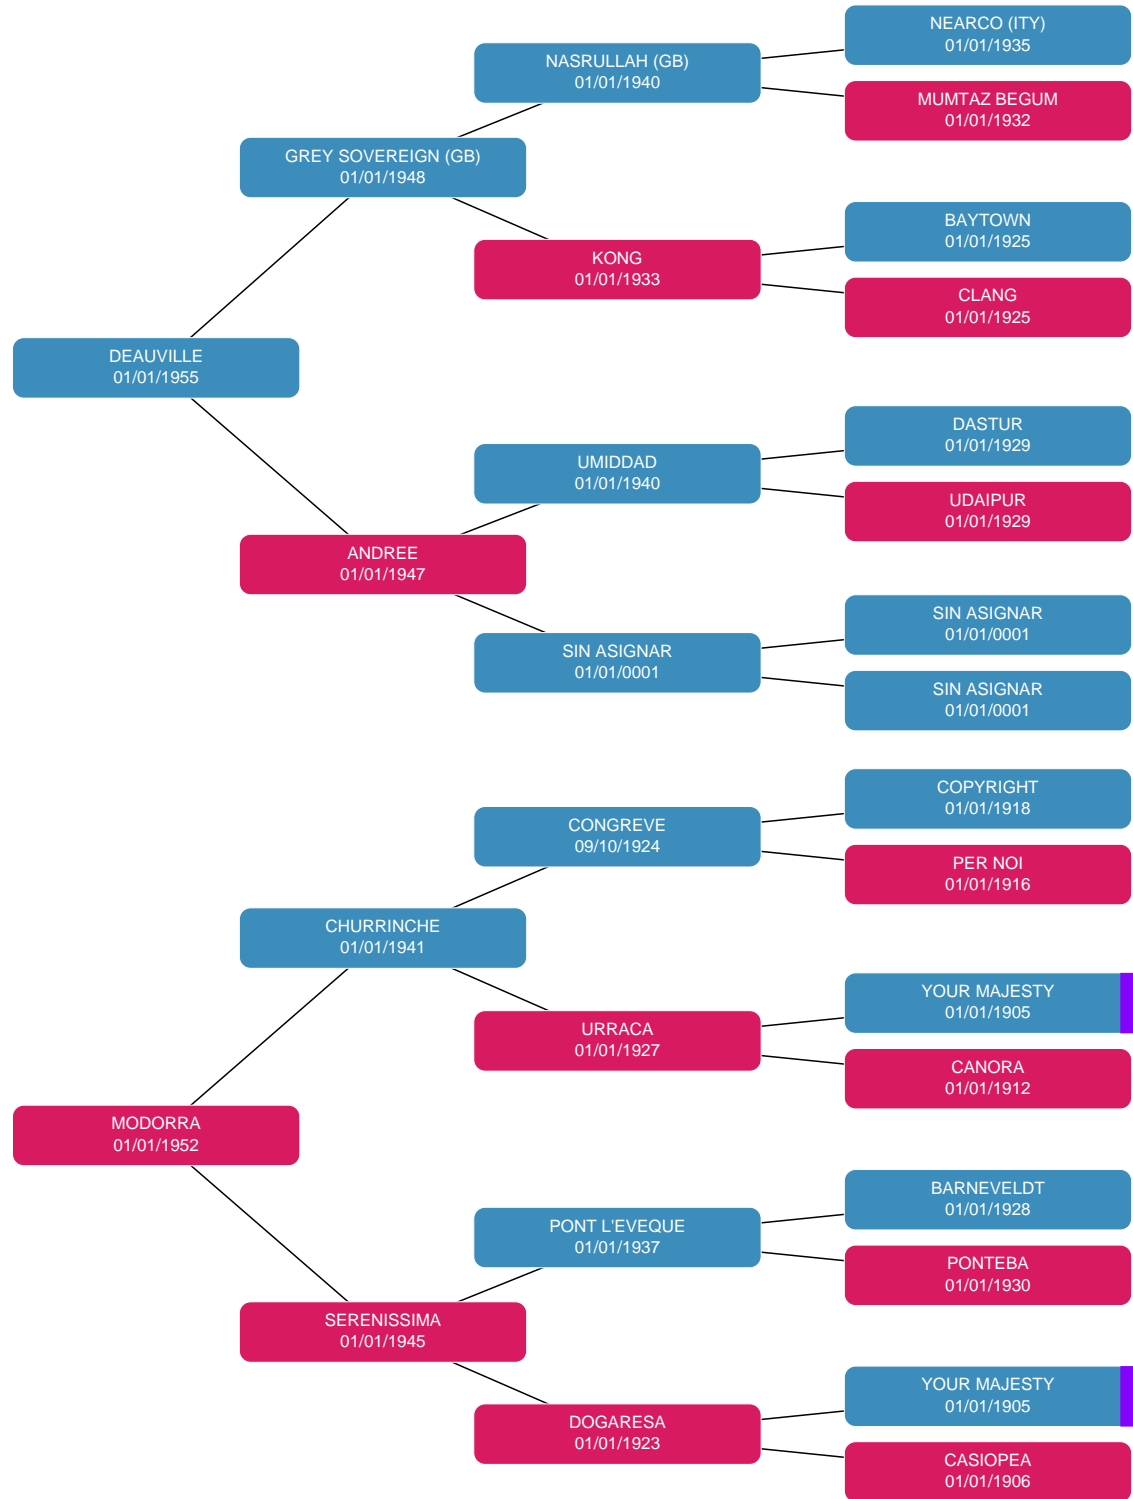 NEARCO (ITY)
01/01/1935
NASRULLAH (GB)
01/01/1940
MUMTAZ BEGUM
01/01/1932
GREY SOVEREIGN (GB)
01/01/1948
BAYTOWN
01/01/1925
KONG
01/01/1933
CLANG
01/01/1925
DEAUVILLE
01/01/1955
DASTUR
01/01/1929
UMIDDAD
01/01/1940
UDAIPUR
01/01/1929
ANDREE
01/01/1947
SIN ASIGNAR
01/01/0001
SIN ASIGNAR
01/01/0001
SIN ASIGNAR
01/01/0001
COPYRIGHT
01/01/1918
CONGREVE
09/10/1924
PER NOI
01/01/1916
CHURRINCHE
01/01/1941
YOUR MAJESTY
01/01/1905
URRACA
01/01/1927
CANORA
01/01/1912
MODORRA
01/01/1952
BARNEVELDT
01/01/1928
PONT L'EVEQUE
01/01/1937
PONTEBA
01/01/1930
SERENISSIMA
01/01/1945
YOUR MAJESTY
01/01/1905
DOGARESA
01/01/1923
CASIOPEA
01/01/1906